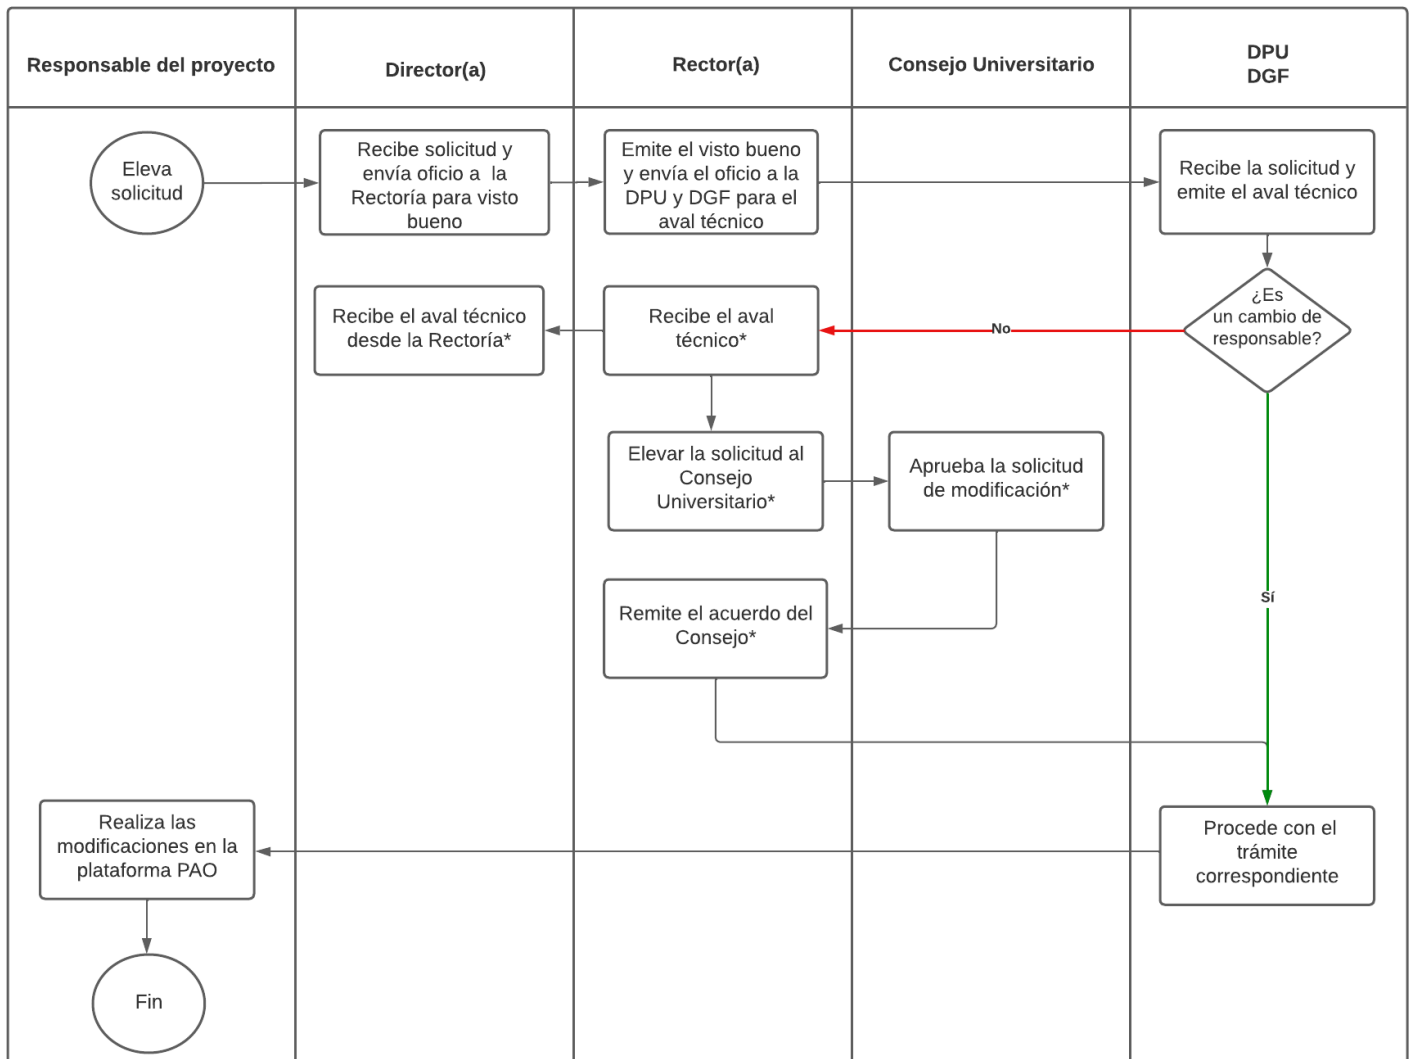 Responsable del proyecto
Director(a)
Rector(a)
Consejo Universitario
DPU
DGF
Eleva
solicitud
Recibe solicitud y
envía oficio a la
Rectoría para visto
bueno
Emite el visto bueno
y envía el oficio a la
DPU y DGF para el
aval técnico
Recibe la solicitud y
emite el aval técnico
Recibe el aval técnico
desde la Rectoría*
Recibe el aval
técnico*
No
¿Es
un cambio de
responsable?
Elevar la solicitud al
Consejo
Universitario*
Aprueba la solicitud
de modificación*
Sí
Remite el acuerdo del
Consejo*
Realiza las
modificaciones en la
plataforma PAO
Procede con el
trámite
correspondiente
Fin